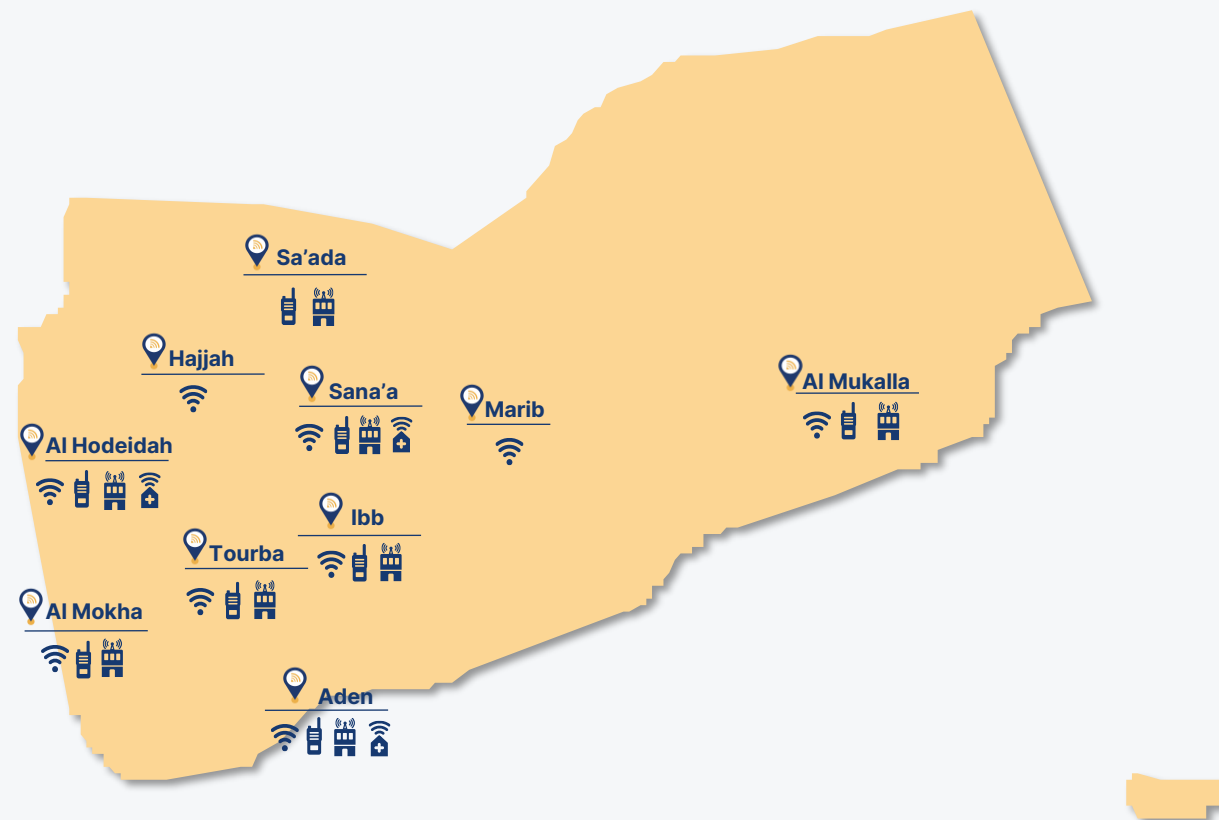 Sa’ada
Hajjah
Sana’a
Al Mukalla
Marib
Al Hodeidah
Ibb
Tourba
Al Mokha
Aden